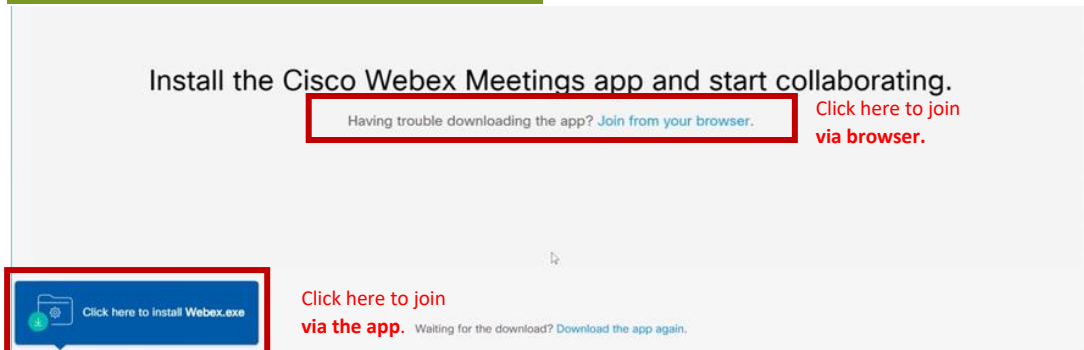 Install the Cisco Webex Meetings app and start collaborating.
Having trouble downloading the app? Join from your browser.
Click here to join
via browser.
Click here to install Webex.exe
Click here to join
via the app.
Waiting for the download? Download the app again.